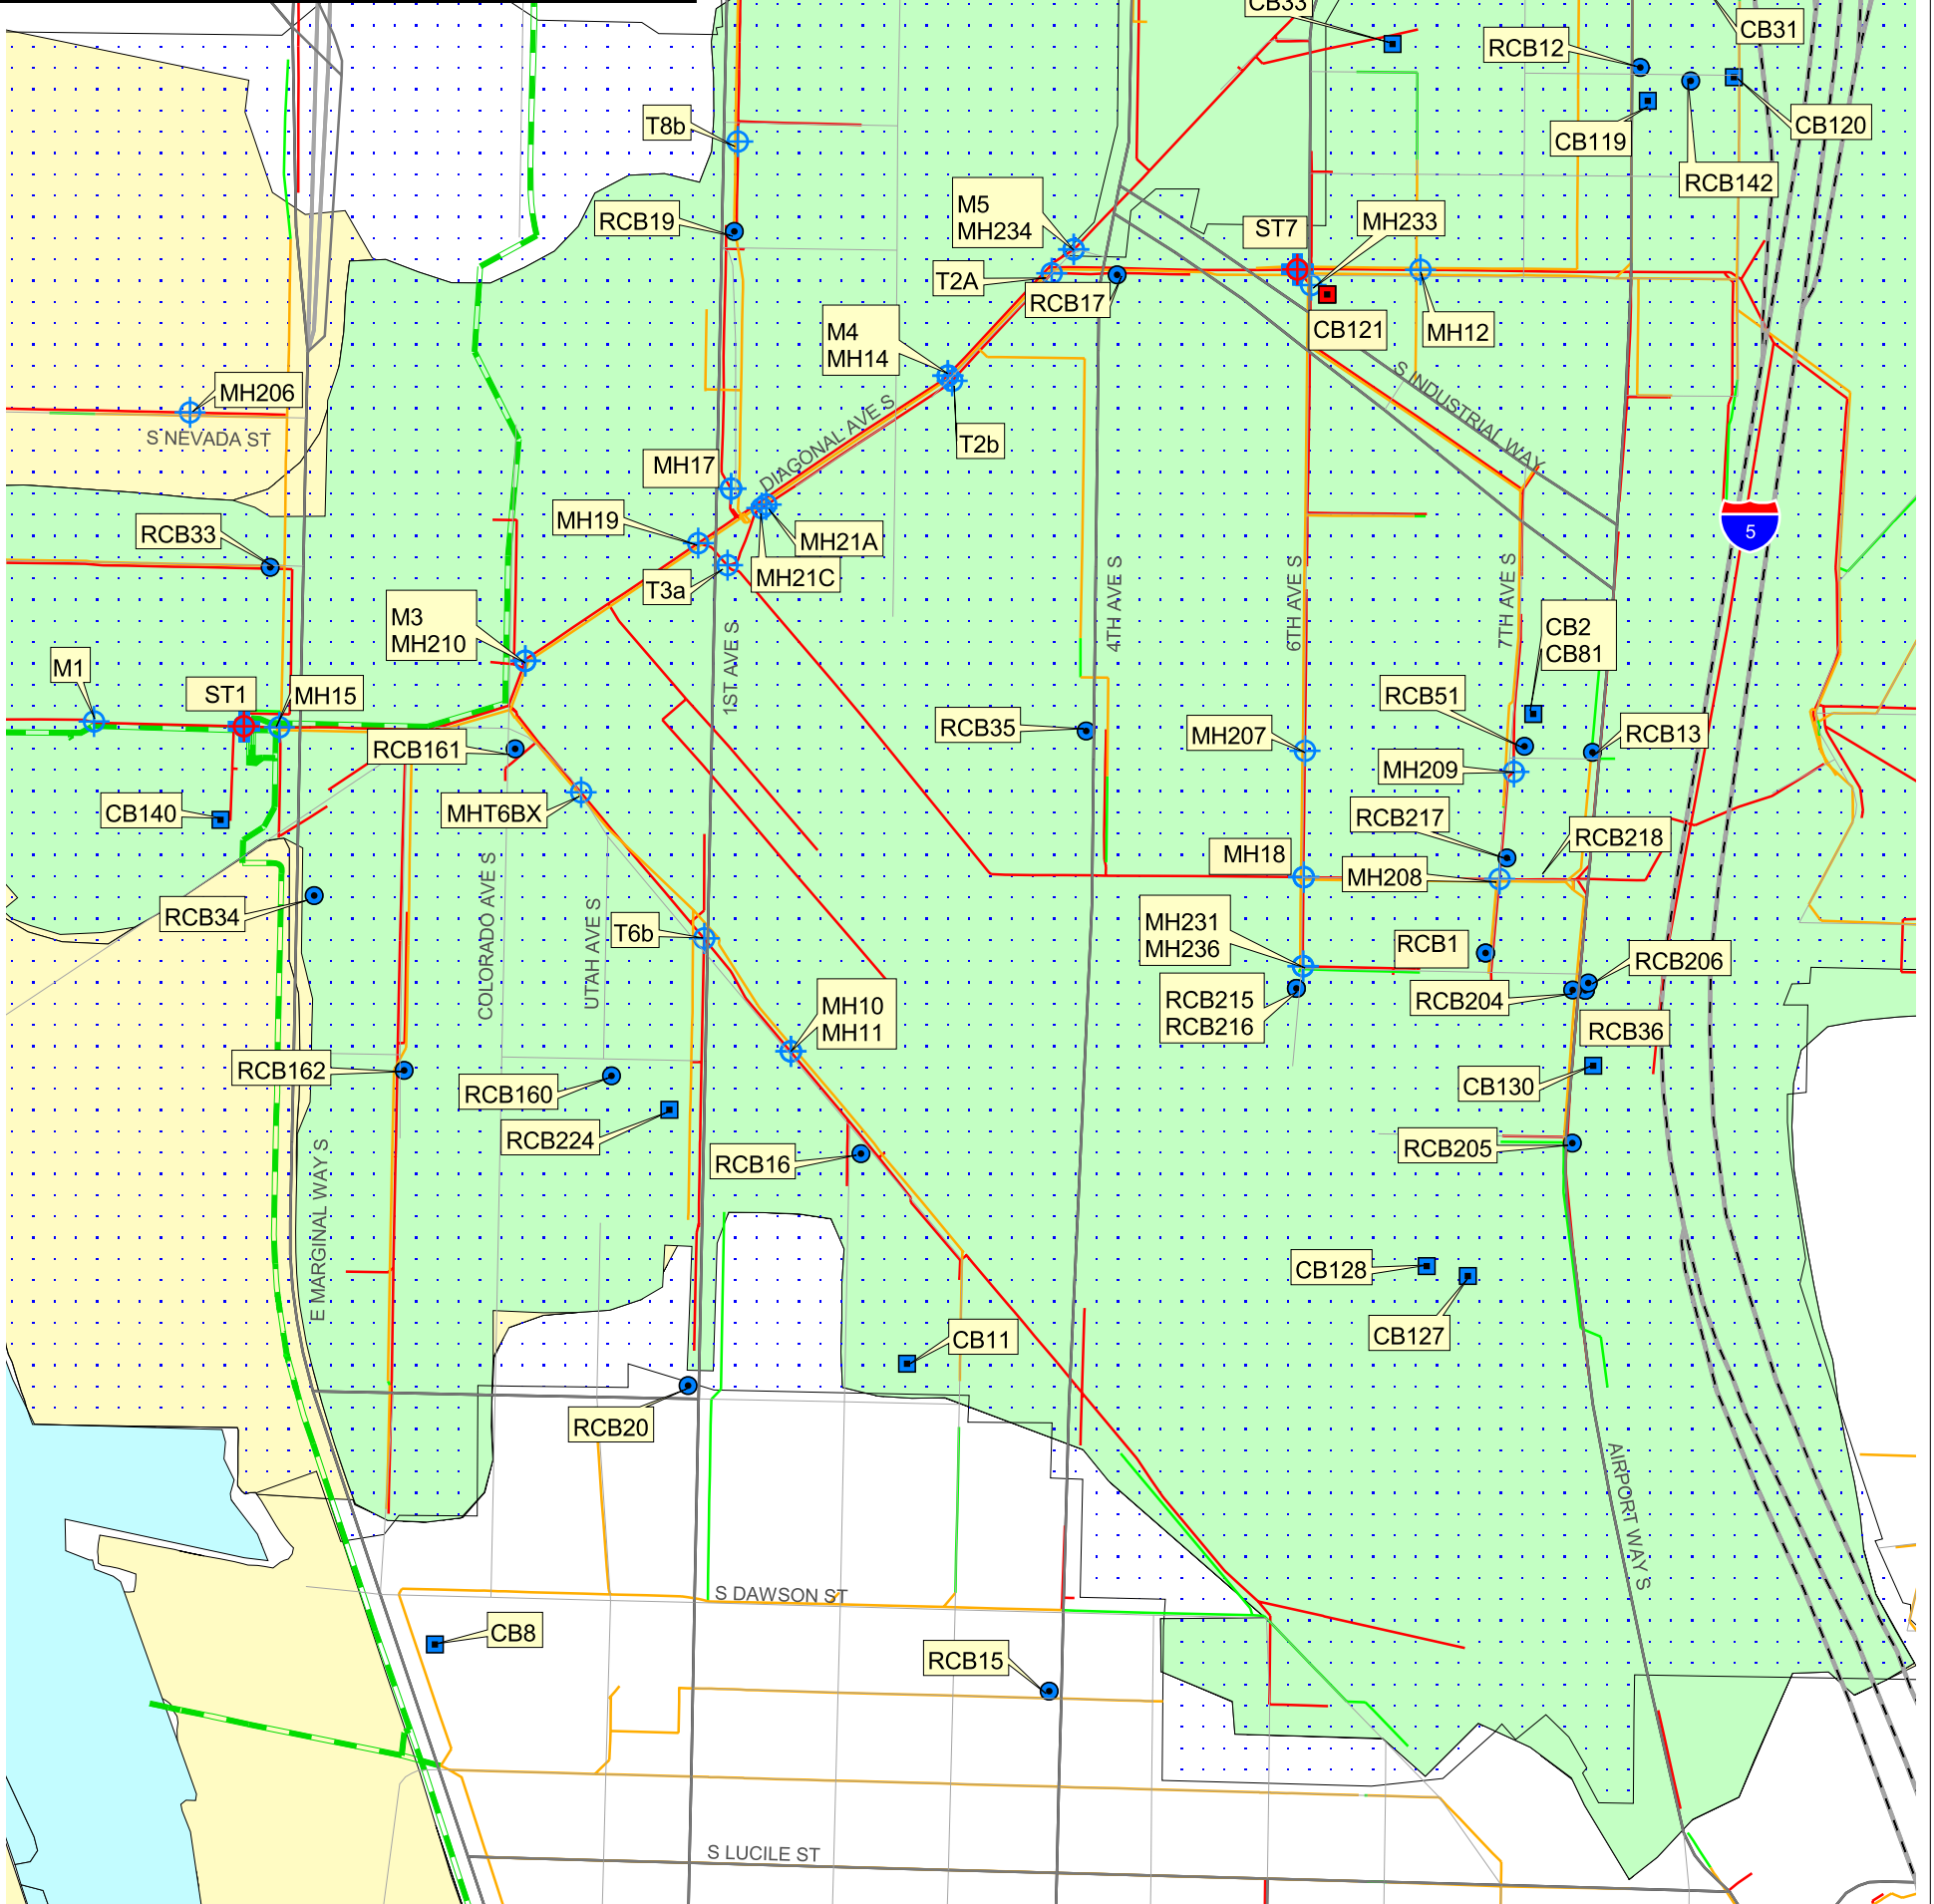 CB33
CB31
RCB12
T8b
CB119
CB120
RCB142
RCB19
M5
MH234
ST7
MH233
T2A
RCB17
CB121
MH12
M4
MH14
S INDUSTRIAL WAY
MH206
S NEVADA ST
DIAGONAL AVE S
T2b
MH17
RCB33
MH19
MH21A
MH21C
T3a
5
M3
MH210
1ST AVE S
4TH AVE S
6TH AVE S
7TH AVE S
CB2
CB81
M1
ST1
MH15
RCB161
RCB35
MH207
RCB51
RCB13
MH209
CB140
MHT6BX
RCB217
RCB218
MH18
MH208
RCB34
COLORADO AVE S
UTAH AVE S
T6b
MH231
MH236
RCB1
RCB206
RCB215
RCB216
RCB204
RCB36
MH10
MH11
RCB162
RCB160
CB130
RCB224
RCB16
RCB205
E MARGINAL WAY S
CB128
CB127
CB11
RCB20
AIRPORT WAY S
S DAWSON ST
CB8
RCB15
S LUCILE ST